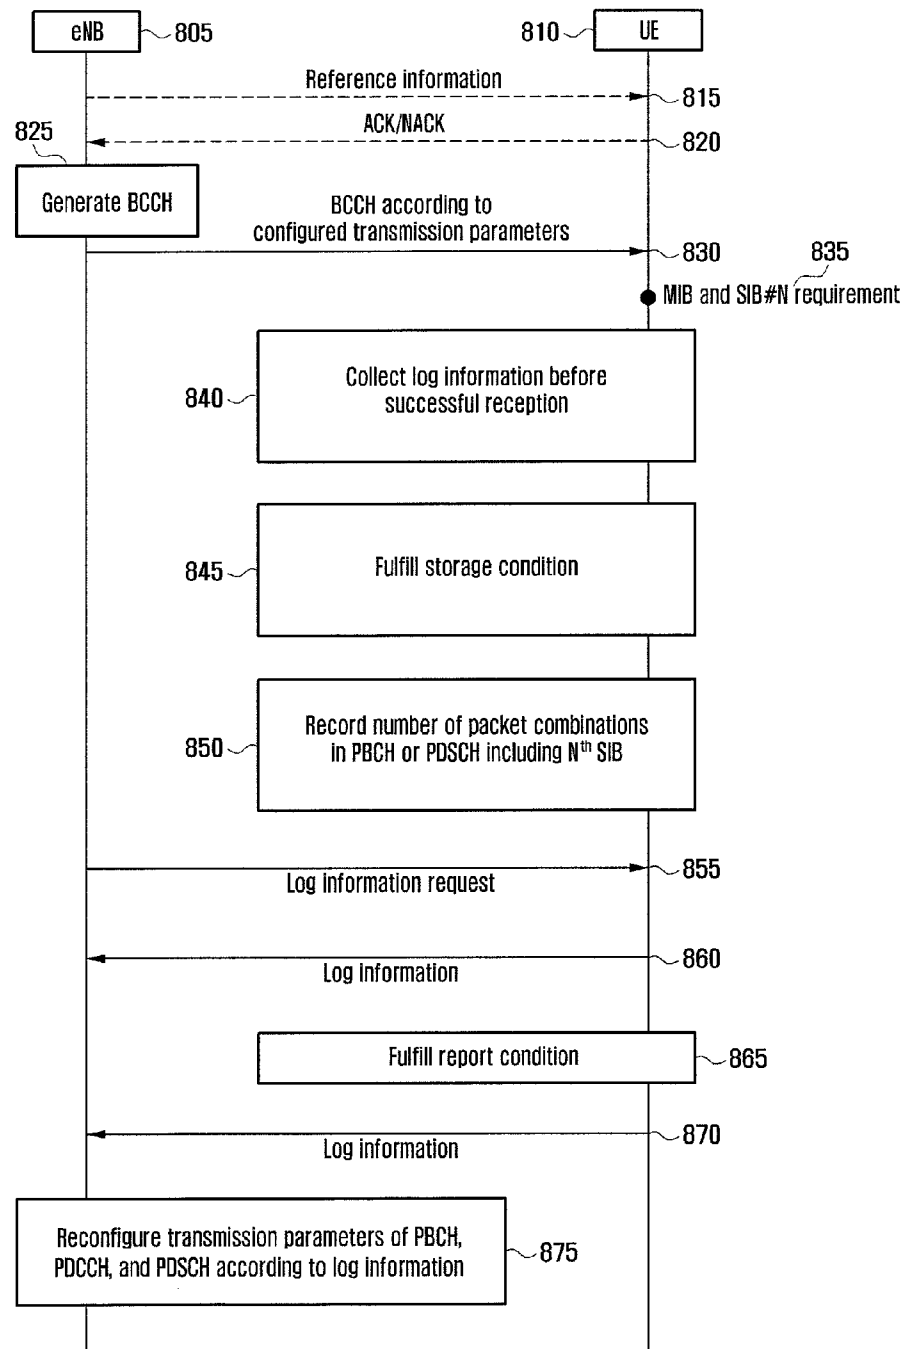 eNB
805
810
UE
Reference information
815
ACK/NACK
820
825
Generate BCCH
BCCH according to
configured transmission parameters
830
835
MIB and SIB#N requirement
840
Collect log information before
successful reception
845
Fulfill storage condition
850
Record number of packet combinations
in PBCH or PDSCH including Nth SIB
855
Log information request
860
Log information
Fulfill report condition
865
870
Log information
Reconfigure transmission parameters of PBCH,
PDCCH, and PDSCH according to log information
875